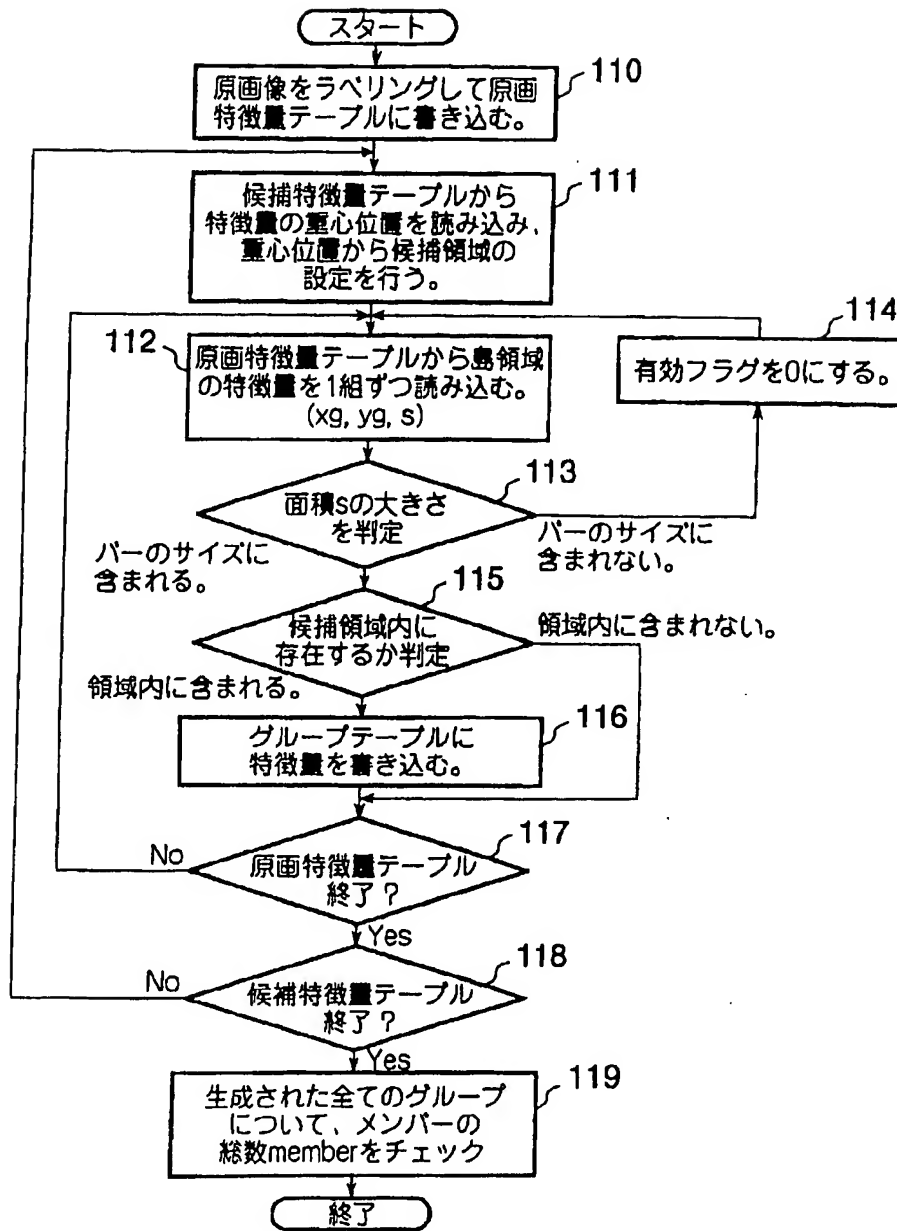 スタート
110
原画像をラベリングして原画
特徴量テーブルに書き込む。
111
候補特徴量テーブルから
特徴量の重心位置を読み込み、
重心位置から候補領域の
設定を行う。
114
有効フラグを0にする。
112
原画特徴量テーブルから島領域
の特徴量を1組ずつ読み込む。
(xg, yg, s)
113
面積sの大きさ
を判定
バーのサイズに
含まれない。
バーのサイズに
含まれる。
115
候補領域内に
存在するか判定
領域内に含まれない。
領域内に含まれる。
116
グループテーブルに
特徴量を書き込む。
117
No
原画特徴量テーブル
終了?
Yes
118
No
候補特徴量テーブル
終了?
Yes
119
生成された全てのグループ
について、メンバーの
総数memberをチェック
終了